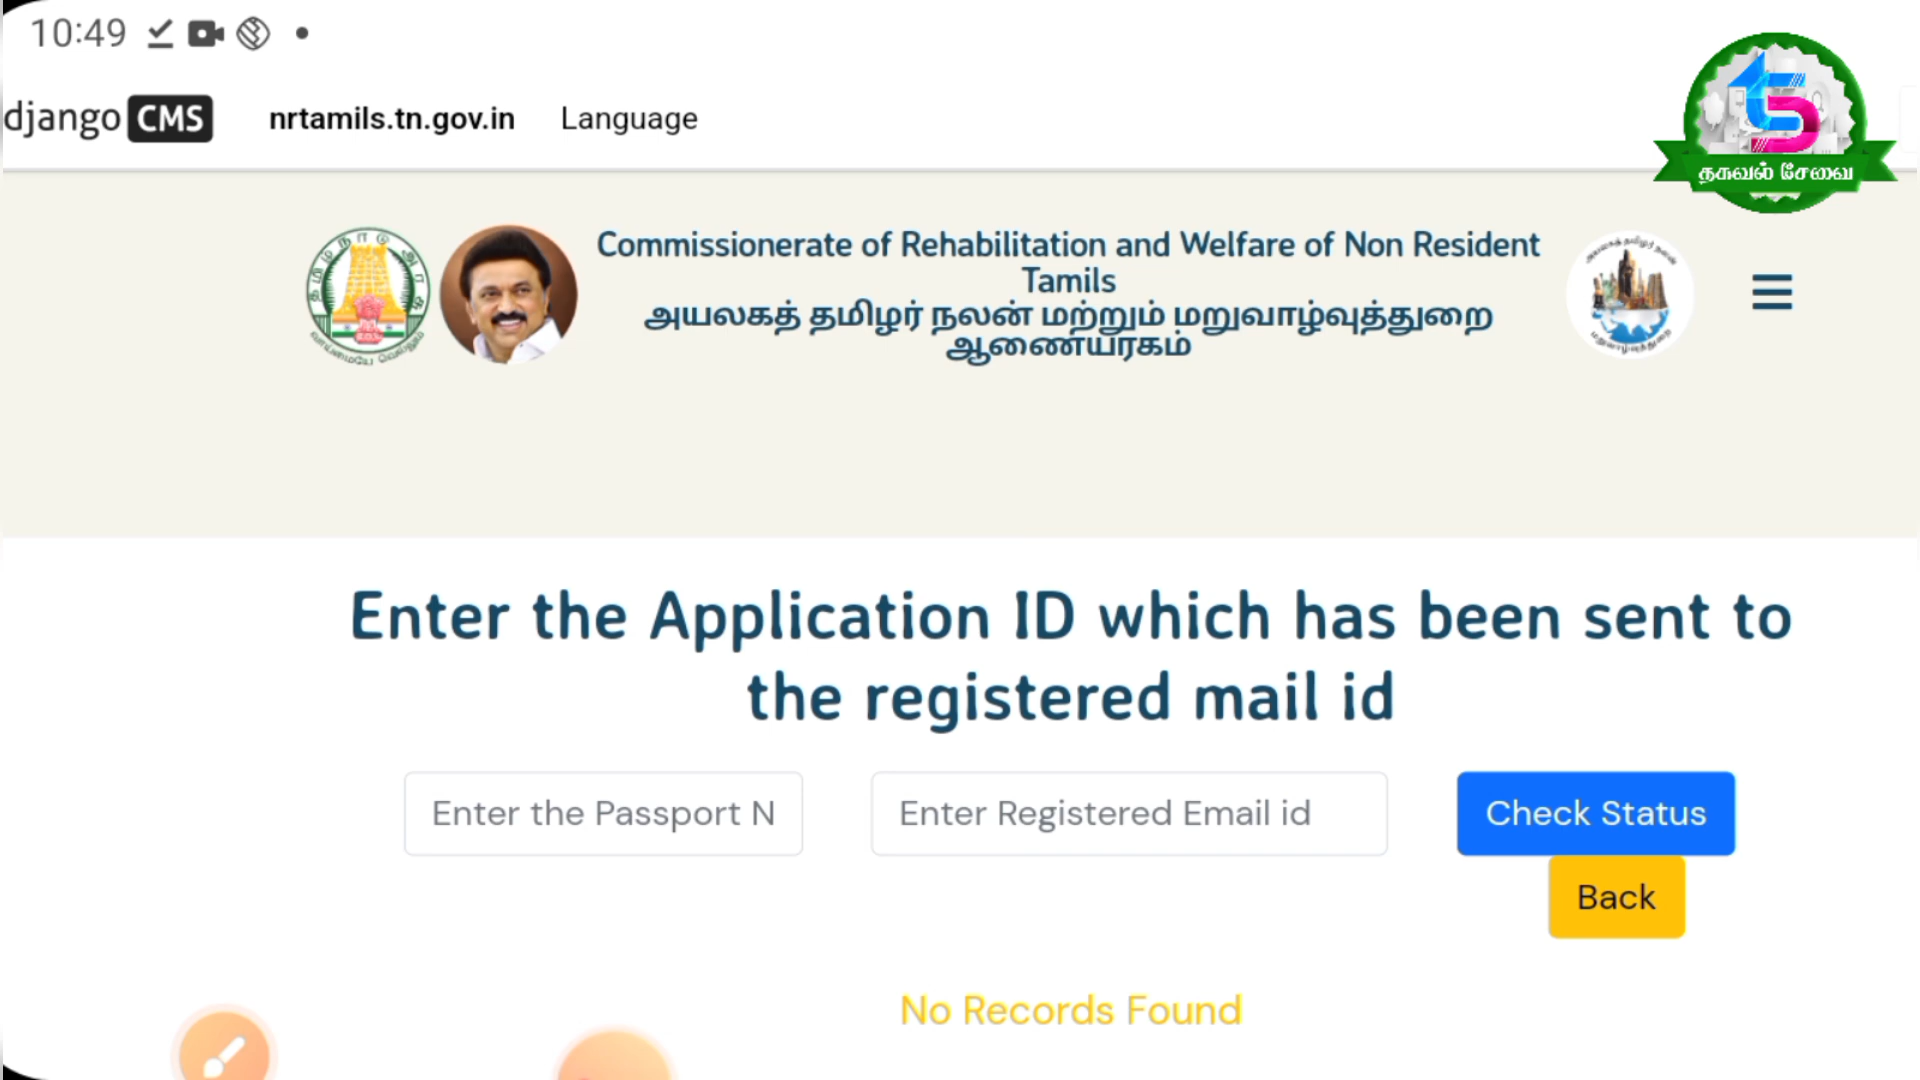 10:49
django CMS nrtamils.tn.gov.in Language
தகவல் சேவை
Commissionerate of Rehabilitation and Welfare of Non Resident
Tamils
அயலகத் தமிழர் நலன் மற்றும் மறுவாழ்வுத்துறை
ஆணையரகம்
Enter the Application ID which has been sent to
the registered mail id
Enter the Passport N Enter Registered Email id Check Status
Back
No Records Found